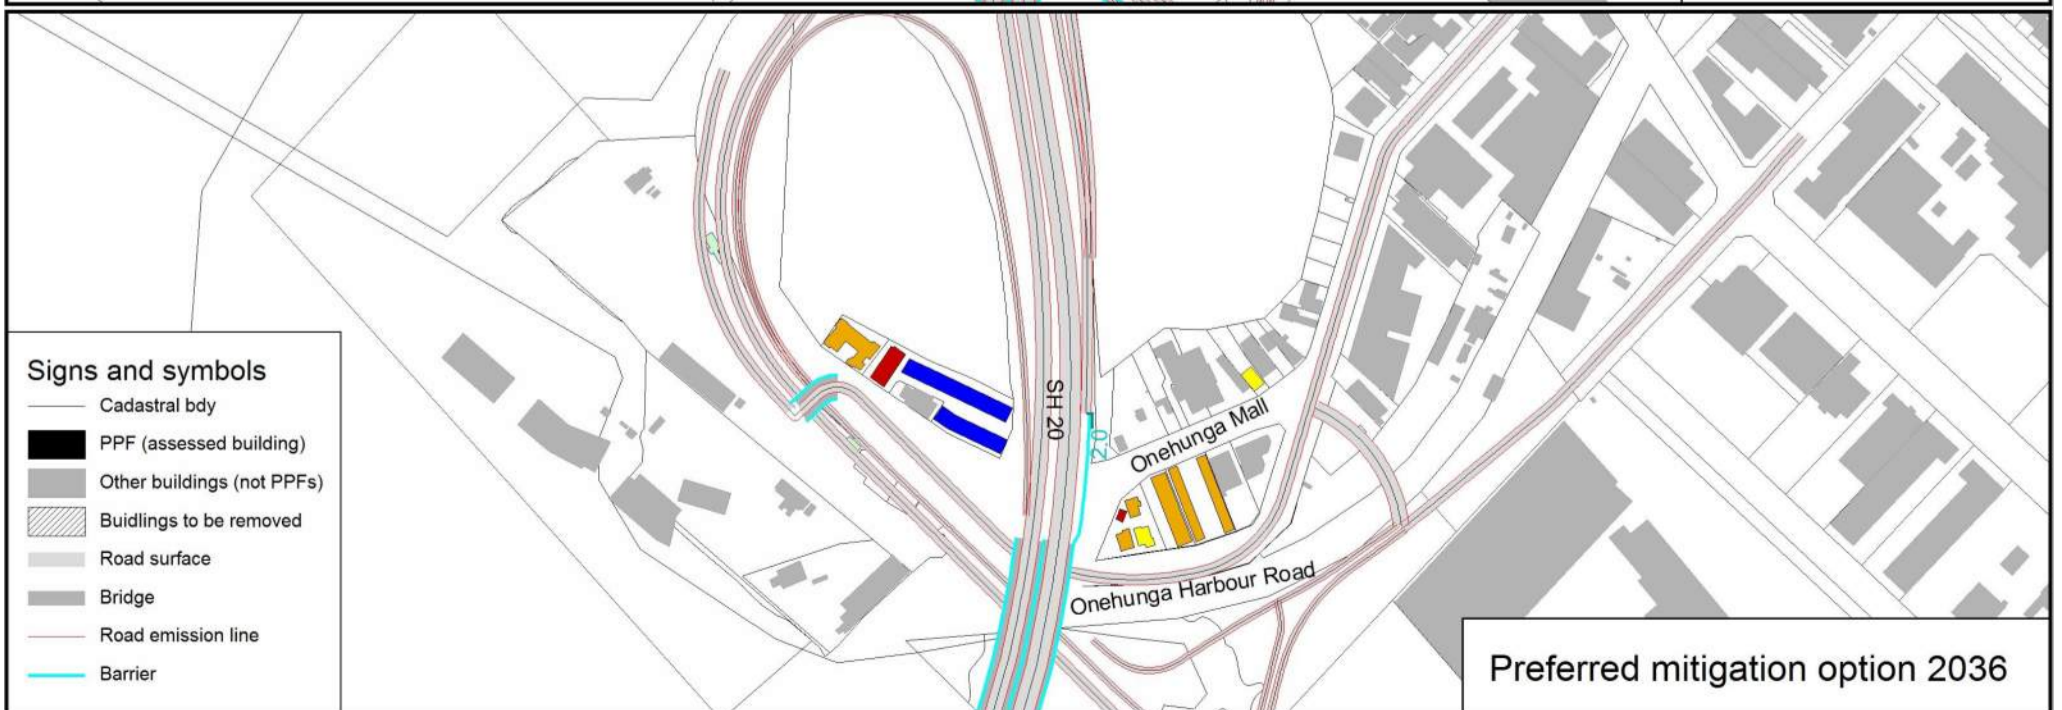 SH 20
2.0
Onehunga Mall
Onehunga Harbour Road
Signs and symbols
Cadastral bdy
PPF (assessed building)
Other buildings (not PPFs)
Buidlings to be removed
Road surface
Bridge
Road emission line
Barrier
Preferred mitigation option 2036